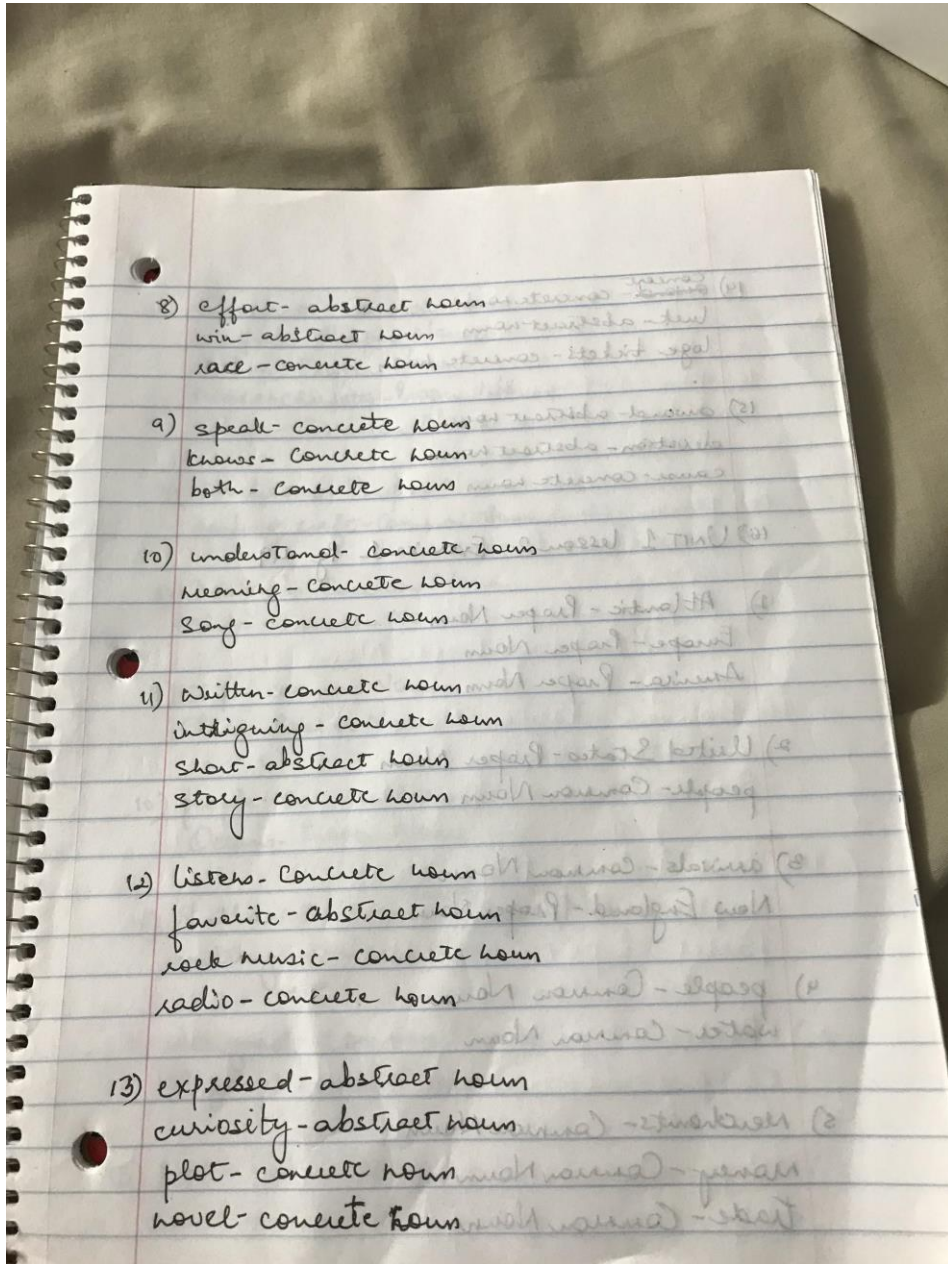 8) effort - abstract noun
win - abstract noun
race - concrete noun
9) speak - concrete noun
knows - concrete noun
both - concrete noun
10) understand - concrete noun
meaning - concrete noun
song - concrete noun
11) written - concrete noun
intriguing - concrete noun
short - abstract noun
story - concrete noun
12) listens - concrete noun
favorite - abstract noun
rock music - concrete noun
radio - concrete noun
13) expressed - abstract noun
curiosity - abstract noun
plot - concrete noun
novel - concrete noun